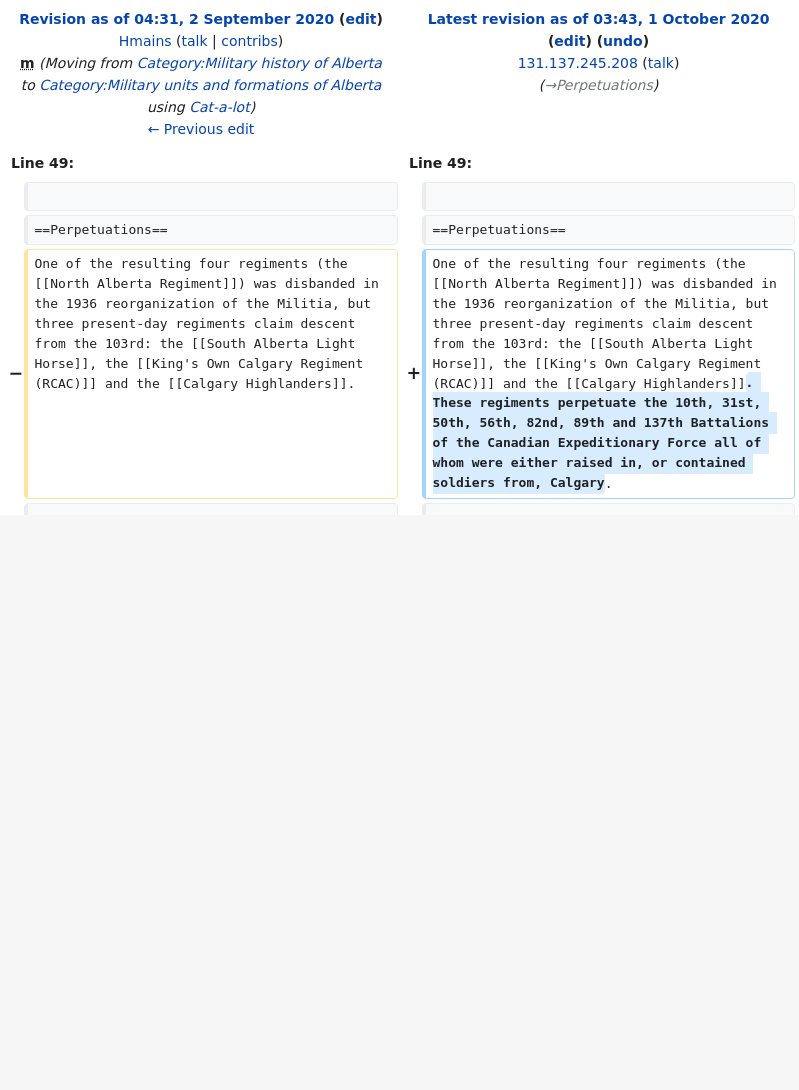 Revision as of 04:31, 2 September 2020 (edit)
Hmains (talk | contribs)
m (Moving from Category:Military history of Alberta
to Category:Military units and formations of Alberta
using Cat-a-lot)
← Previous edit
Latest revision as of 03:43, 1 October 2020
(edit) (undo)
131.137.245.208 (talk)
(→Perpetuations)
Line 49:
Line 49:
==Perpetuations==
==Perpetuations==
−
One of the resulting four regiments (the
[[North Alberta Regiment]]) was disbanded in
the 1936 reorganization of the Militia, but
three present-day regiments claim descent
from the 103rd: the [[South Alberta Light
Horse]], the [[King's Own Calgary Regiment
(RCAC)]] and the [[Calgary Highlanders]].
+
One of the resulting four regiments (the
[[North Alberta Regiment]]) was disbanded in
the 1936 reorganization of the Militia, but
three present-day regiments claim descent
from the 103rd: the [[South Alberta Light
Horse]], the [[King's Own Calgary Regiment
(RCAC)]] and the [[Calgary Highlanders]].
These regiments perpetuate the 10th, 31st,
50th, 56th, 82nd, 89th and 137th Battalions
of the Canadian Expeditionary Force all of
whom were either raised in, or contained
soldiers from, Calgary.